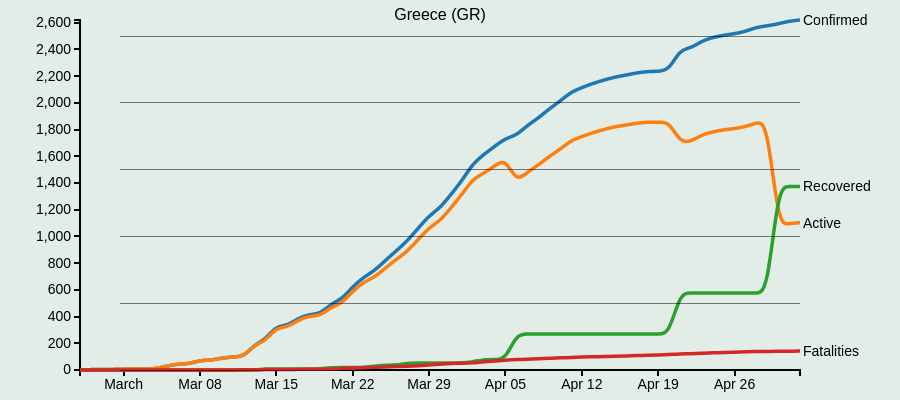 Greece (GR)
2,600
2,400
2,200
2,000
1,800
1,600
1,400
1,200
1,000
800
600
400
200
0
Confirmed
Recovered
Active
Fatalities
March Mar 08 Mar 15 Mar 22 Mar 29 Apr 05 Apr 12 Apr 19 Apr 26